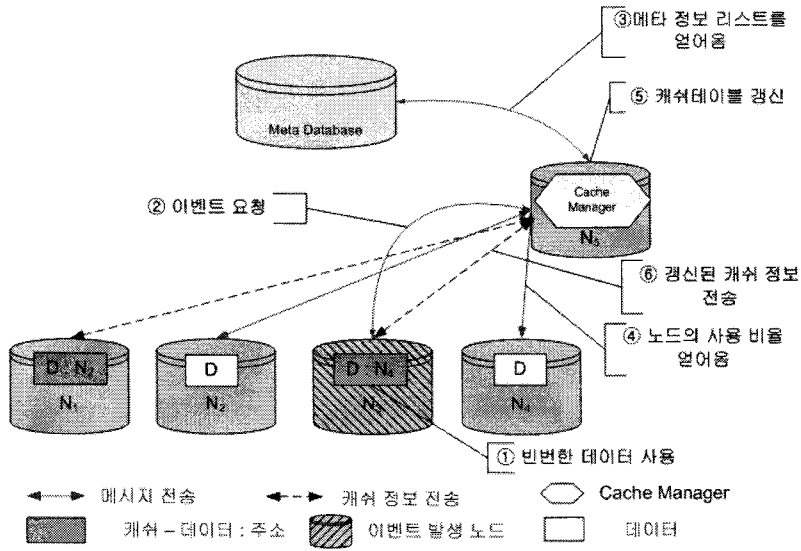 ③메타 정보 리스트를
얻어옴
⑤ 캐쉬테이블 갱신
Meta Database
② 이벤트 요청
Cache
Manager
N₅
⑥ 갱신된 캐쉬 정보
전송
④ 노드의 사용 비율
얻어옴
D : N₂
D
D : N₄
D
N₁
N₂
N₃
N₄
① 빈번한 데이터 사용
메시지 전송
캐쉬 정보 전송
Cache Manager
캐쉬 – 데이터 : 주소
이벤트 발생 노드
데이터